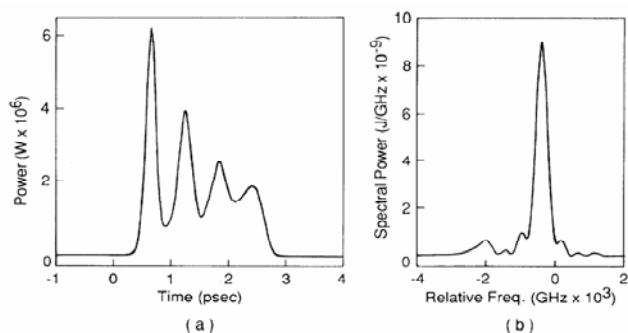 Power (W x 10⁶)
6
4
2
0
-1 0 1 2 3 4
Time (psec)
( a )
Spectral Power (J/GHz x 10⁻⁹)
10
8
6
4
2
0
-4 -2 0 2
Relative Freq. (GHz x 10³)
( b )